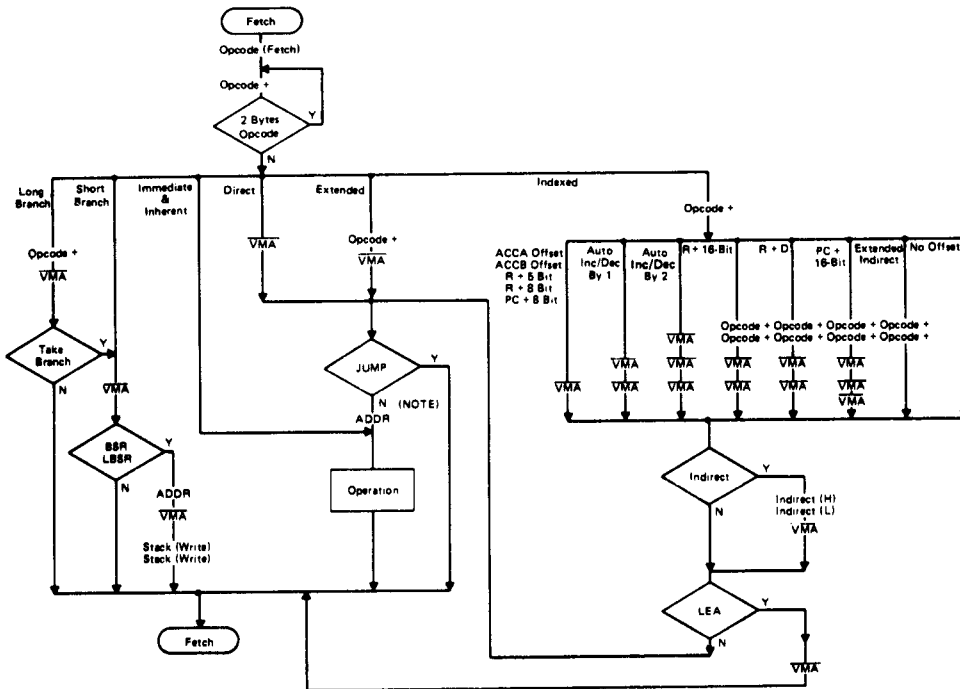 Fetch
Opcode (Fetch)
Opcode +
Y
2 Bytes
Opcode
N
Long
Branch
Short
Branch
Immediate
&
Inherent
Direct
Extended
Indexed
Opcode +
VMA
VMA
Opcode +
VMA
Opcode +
ACCA Offset
ACCB Offset
R + 5 Bit
R + 8 Bit
PC + 8 Bit
Auto
Inc/Dec
By 1
Auto
Inc/Dec
By 2
R + 16-Bit
R + D
PC +
16-Bit
Extended
Indirect
No Offset
Opcode + Opcode + Opcode + Opcode +
Opcode + Opcode + Opcode + Opcode +
VMA
VMA VMA VMA VMA VMA
VMA VMA VMA VMA VMA VMA
VMA
Take
Branch
Y
N
VMA
JUMP
Y
N
(NOTE)
ADDR
BSR
LBSR
Y
N
ADDR
VMA
Stack (Write)
Stack (Write)
Operation
Indirect
Y
N
Indirect (H)
Indirect (L)
VMA
LEA
Y
N
VMA
Fetch